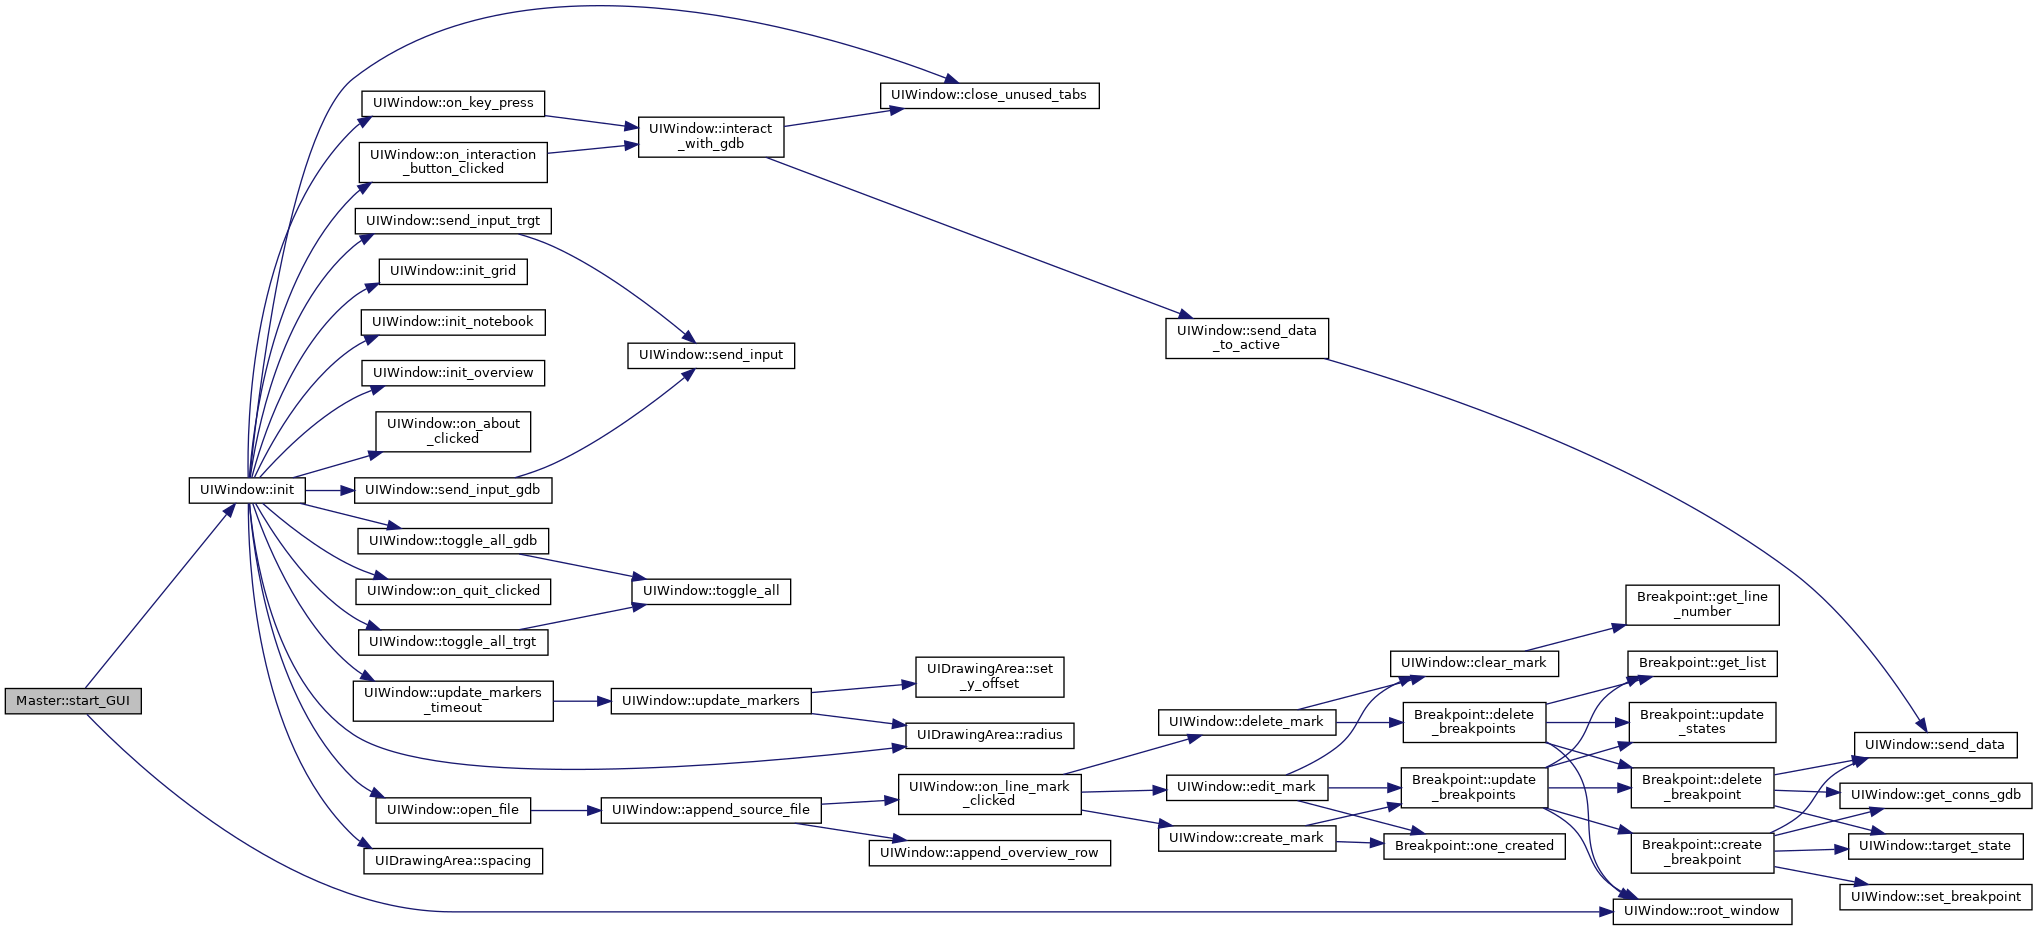 Master::start_GUI
UIWindow::init
UIWindow::on_key_press
UIWindow::on_interaction
_button_clicked
UIWindow::send_input_trgt
UIWindow::init_grid
UIWindow::init_notebook
UIWindow::init_overview
UIWindow::on_about
_clicked
UIWindow::send_input_gdb
UIWindow::toggle_all_gdb
UIWindow::on_quit_clicked
UIWindow::toggle_all_trgt
UIWindow::update_markers
_timeout
UIWindow::open_file
UIDrawingArea::spacing
UIWindow::interact
_with_gdb
UIWindow::send_input
UIWindow::toggle_all
UIWindow::update_markers
UIWindow::append_source_file
UIWindow::close_unused_tabs
UIDrawingArea::set
_y_offset
UIDrawingArea::radius
UIWindow::on_line_mark
_clicked
UIWindow::append_overview_row
UIWindow::send_data
_to_active
UIWindow::delete_mark
UIWindow::edit_mark
UIWindow::create_mark
UIWindow::clear_mark
Breakpoint::delete
_breakpoints
Breakpoint::update
_breakpoints
Breakpoint::one_created
Breakpoint::get_line
_number
Breakpoint::get_list
Breakpoint::update
_states
Breakpoint::delete
_breakpoint
Breakpoint::create
_breakpoint
UIWindow::root_window
UIWindow::send_data
UIWindow::get_conns_gdb
UIWindow::target_state
UIWindow::set_breakpoint